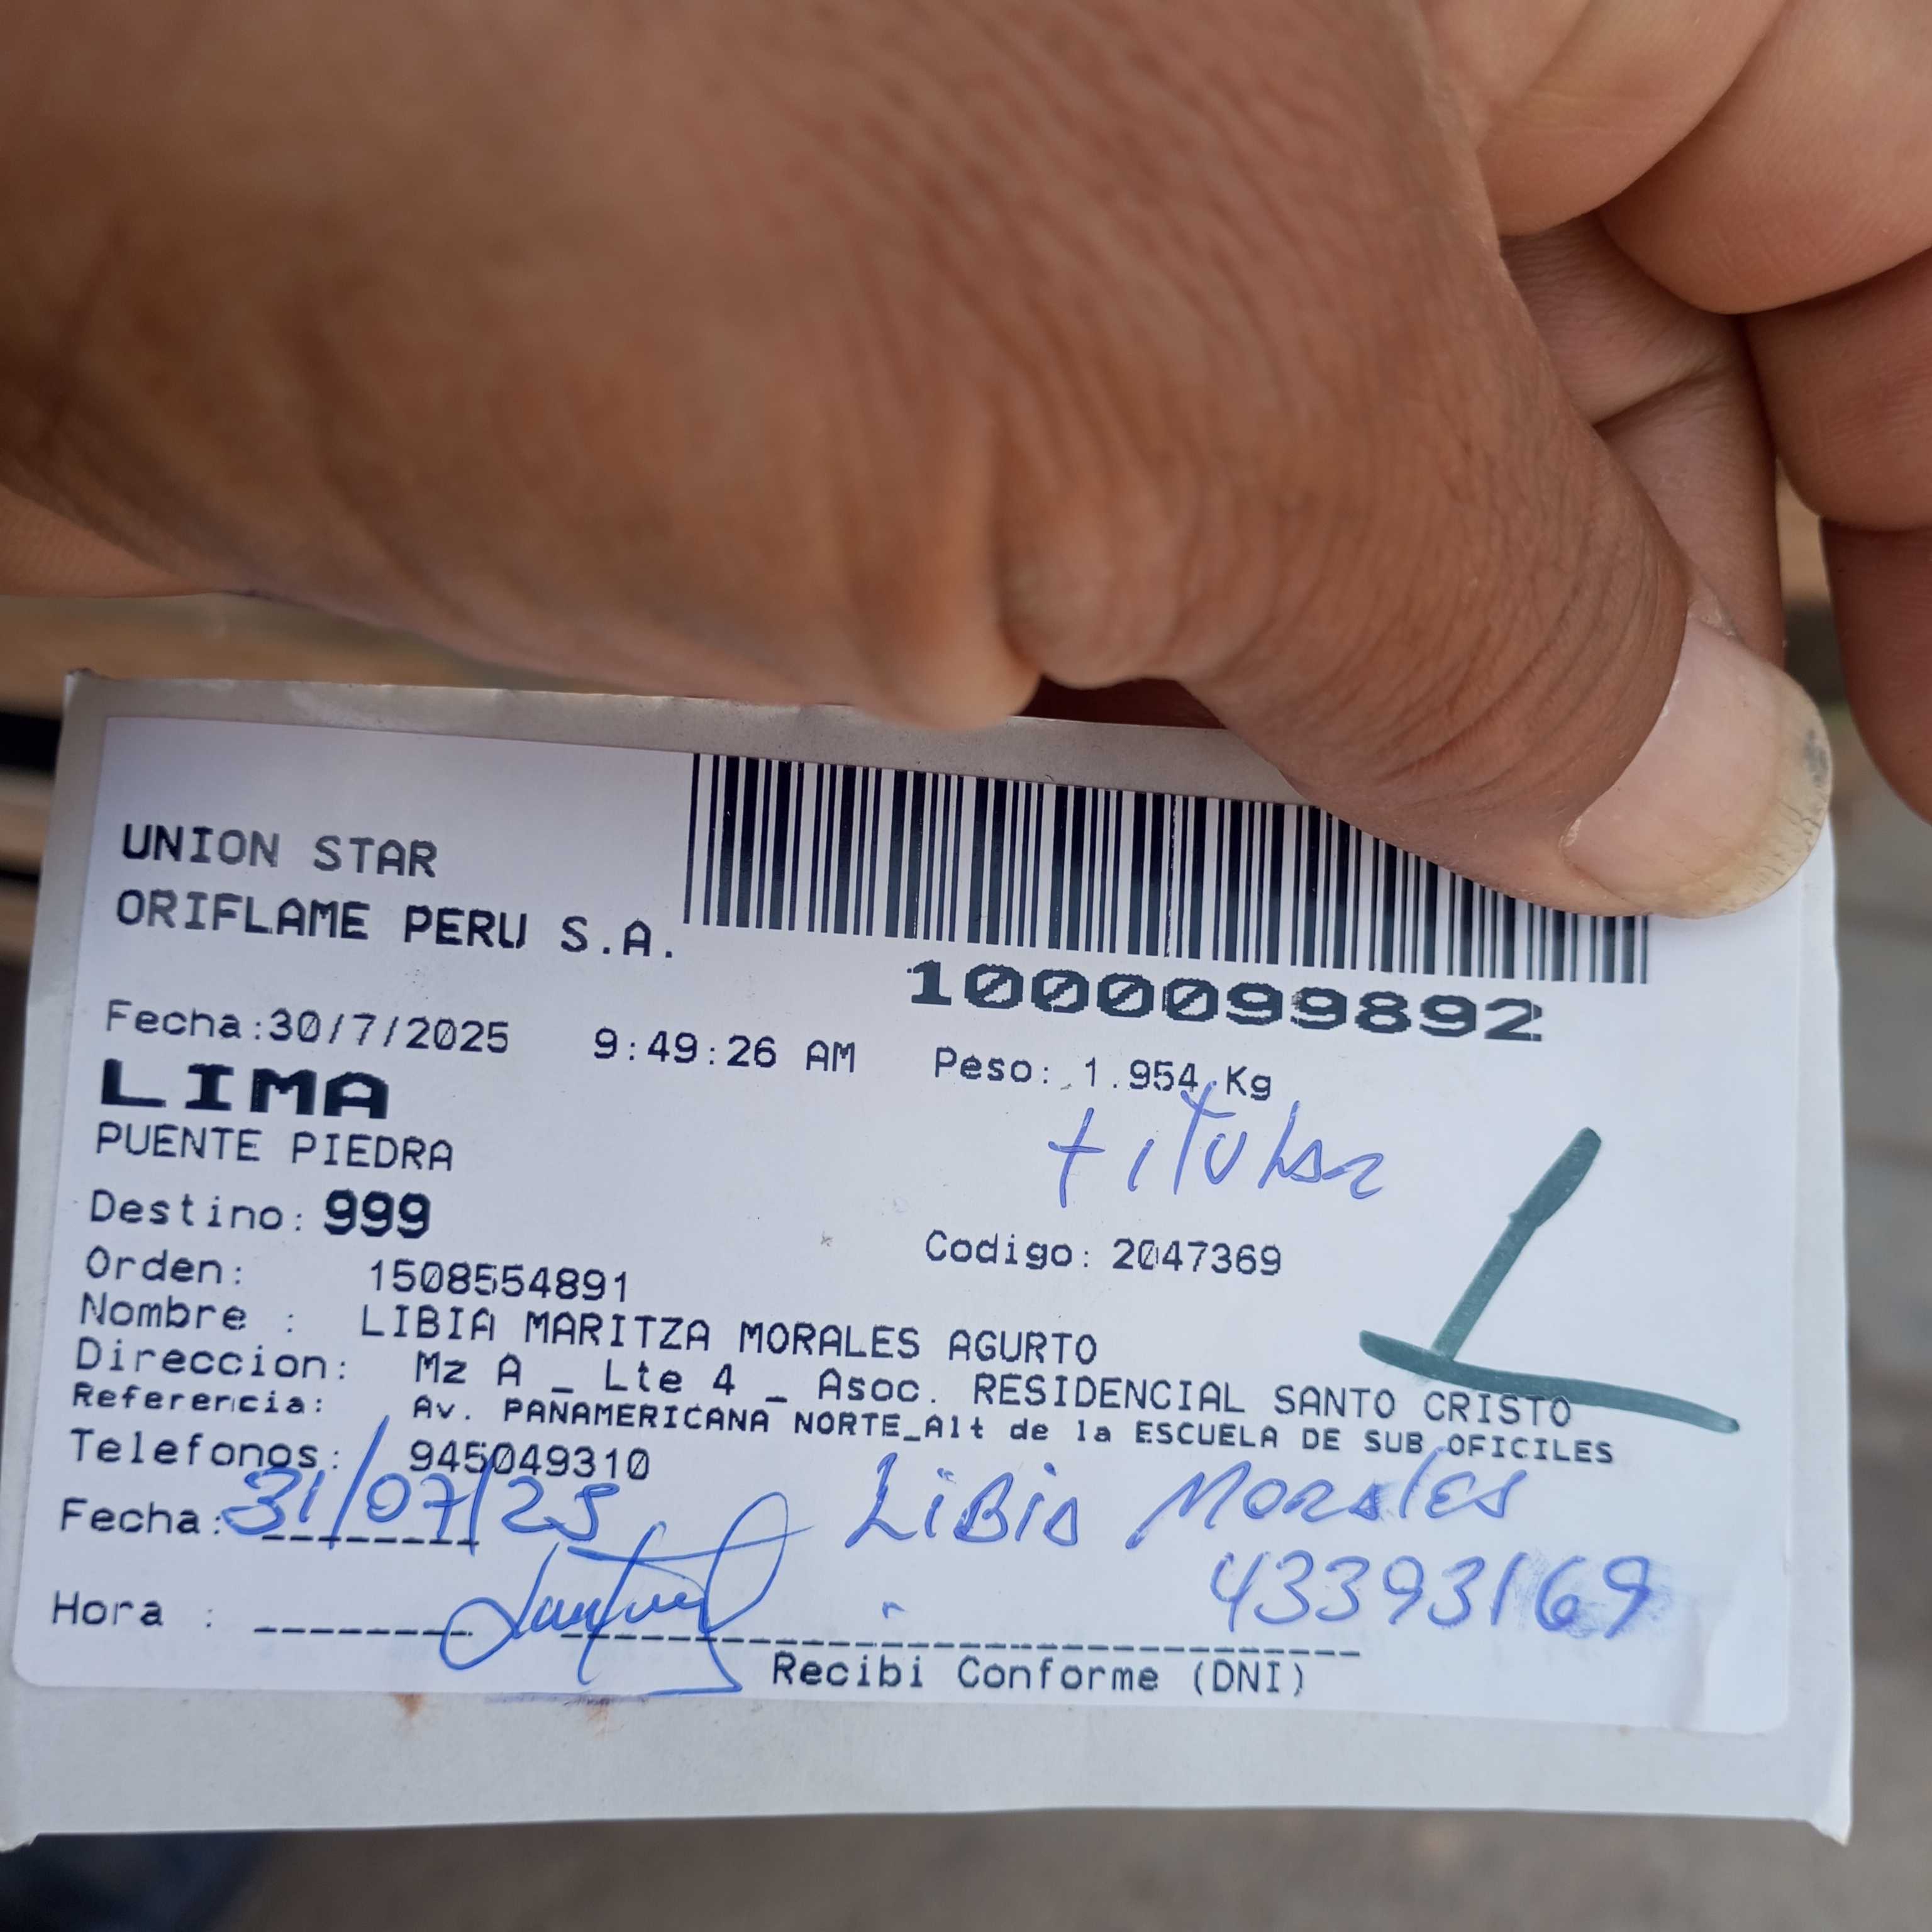 UNION STAR
ORIFLAME PERU S.A.
1000099892
Fecha:30/7/2025 9:49:26 AM Peso: 1.954 Kg
LIMA
PUENTE PIEDRA
titular
Destino: 999
Codigo: 2047369
Orden: 1508554891
Nombre : LIBIA MARITZA MORALES AGURTO
Direccion: Mz A _ Lte 4 _ Asoc. RESIDENCIAL SANTO CRISTO
Referencia: Av. PANAMERICANA NORTE_Alt de la ESCUELA DE SUB OFICILES
Telefonos: 945049310
Fecha: 31/07/25 Libia Morales
43393169
Hora :
Recibi Conforme (DNI)